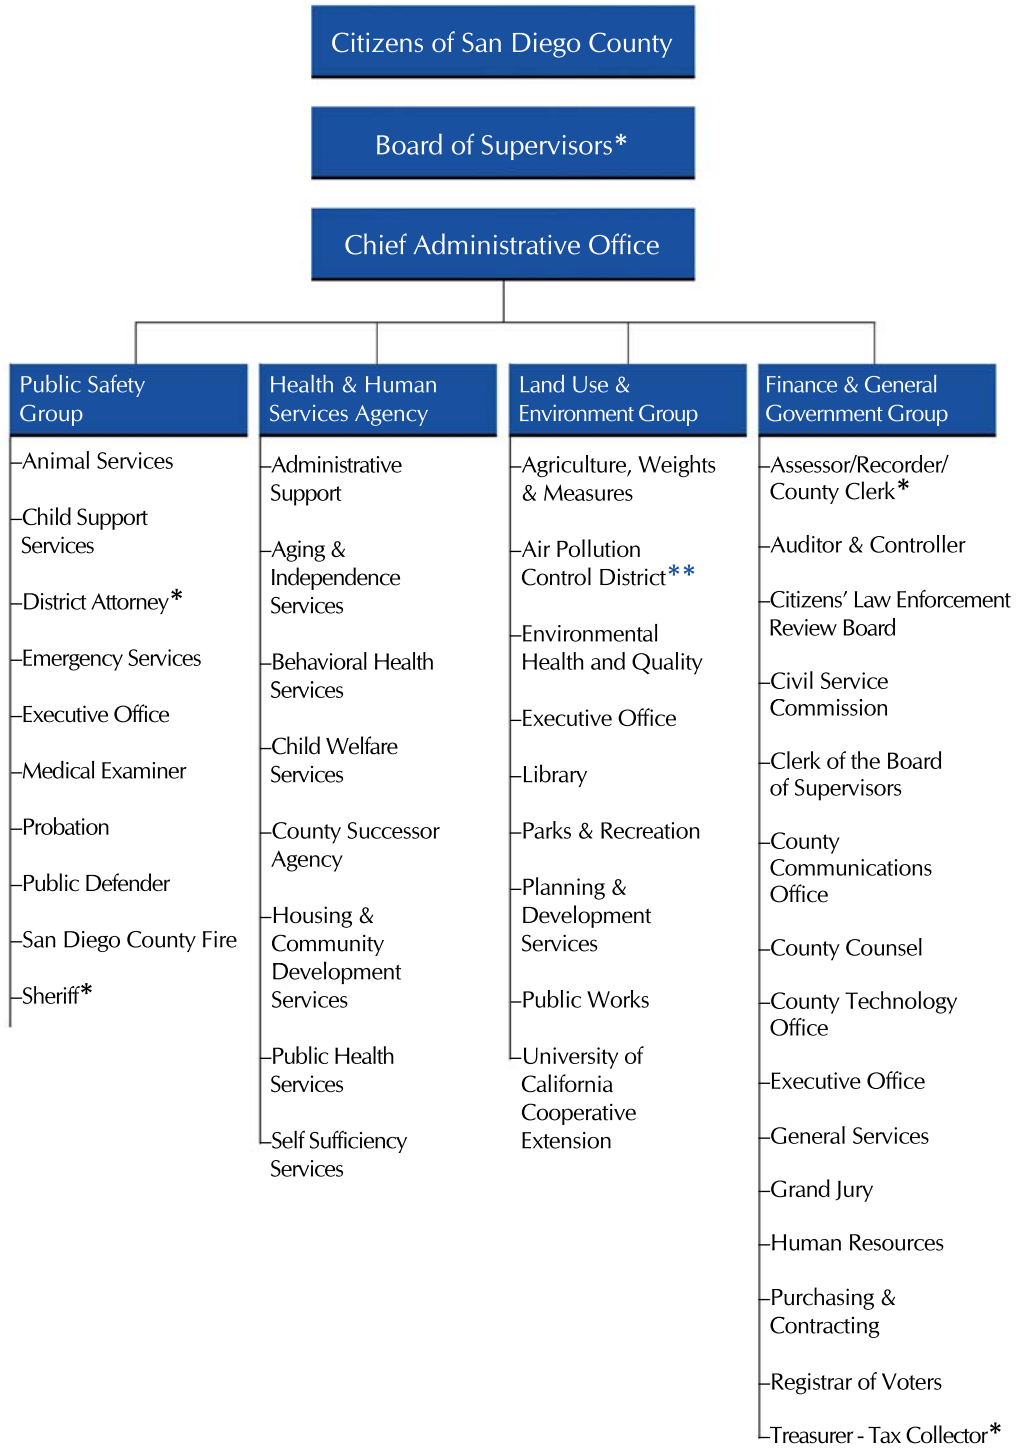 Citizens of San Diego County
Board of Supervisors*
Chief Administrative Office
Public Safety
Group
Animal Services
Child Support
Services
District Attorney*
Emergency Services
Executive Office
Medical Examiner
Probation
Public Defender
San Diego County Fire
Sheriff*
Health & Human
Services Agency
Administrative
Support
Aging &
Independence
Services
Behavioral Health
Services
Child Welfare
Services
County Successor
Agency
Housing &
Community
Development
Services
Public Health
Services
Self Sufficiency
Services
Land Use &
Environment Group
Agriculture, Weights
& Measures
Air Pollution
Control District**
Environmental
Health and Quality
Executive Office
Library
Parks & Recreation
Planning &
Development
Services
Public Works
University of
California
Cooperative
Extension
Finance & General
Government Group
Assessor/Recorder/
County Clerk*
Auditor & Controller
Citizens’ Law Enforcement
Review Board
Civil Service
Commission
Clerk of the Board
of Supervisors
County
Communications
Office
County Counsel
County Technology
Office
Executive Office
General Services
Grand Jury
Human Resources
Purchasing &
Contracting
Registrar of Voters
Treasurer - Tax Collector*